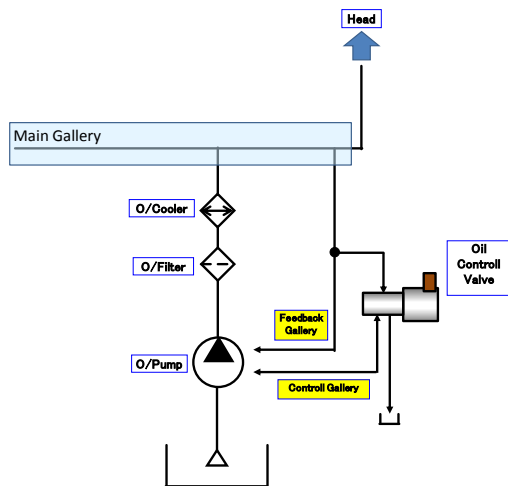 Head
Main Gallery
O/Cooler
O/Filter
Oil
Controll
Valve
Feedback
Gallery
O/Pump
Controll Gallery